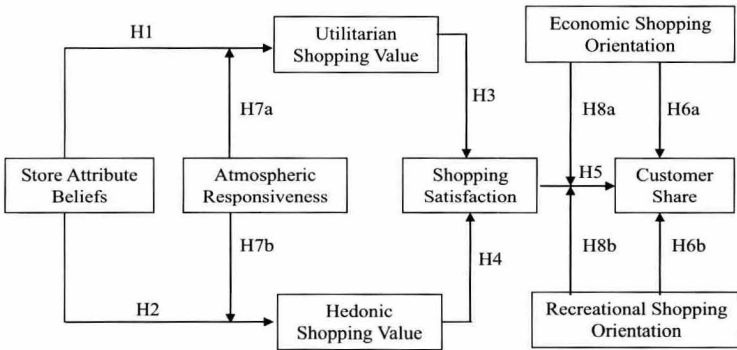 H1
Utilitarian
Shopping Value
Economic Shopping
Orientation
H3
H7a
H8a
H6a
Store Attribute
Beliefs
Atmospheric
Responsiveness
Shopping
Satisfaction
H5
Customer
Share
H7b
H4
H8b
H6b
H2
Hedonic
Shopping Value
Recreational Shopping
Orientation